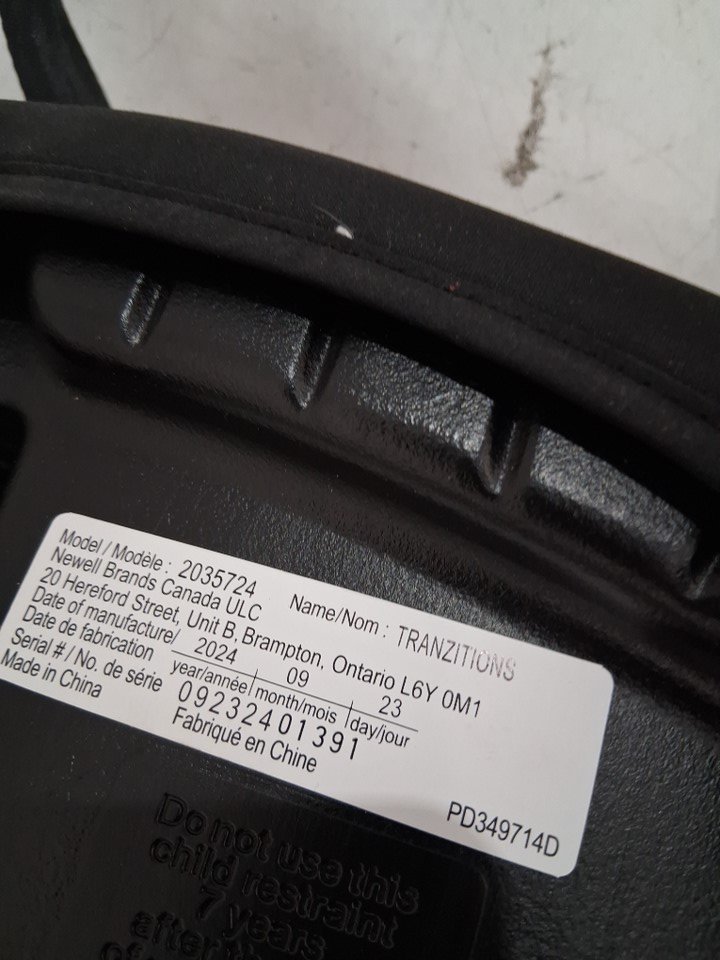 Model / Modèle : 2035724 Name/Nom : TRANZITIONS
Newell Brands Canada ULC
20 Hereford Street, Unit B, Brampton, Ontario L6Y 0M1
Date of manufacture/ 2024 09 23
Date de fabrication year/année month/mois day/jour
Serial # / No. de série 09232401391
Made in China Fabriqué en Chine
PD349714D
Do not use this
child restraint
7 years
after